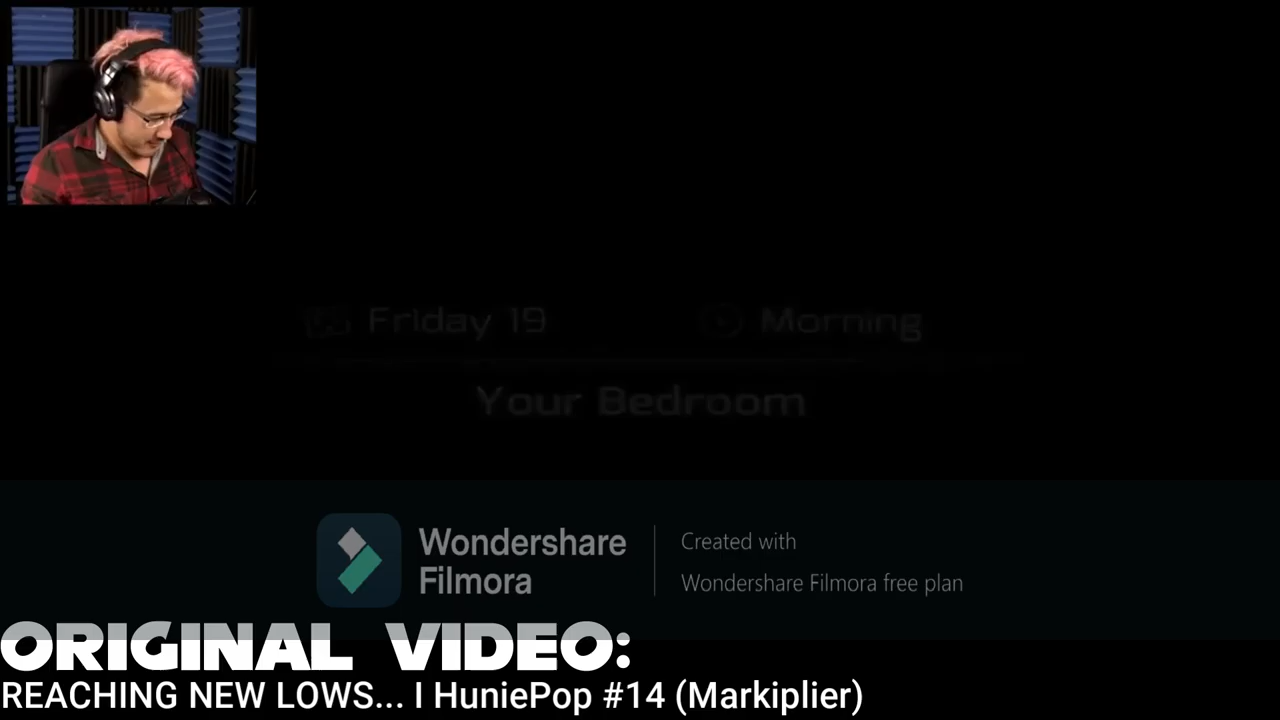 Friday 19
Morning
Your Bedroom
Wondershare
Filmora
Created with
Wondershare Filmora free plan
ORIGINAL VIDEO:
REACHING NEW LOWS... I HuniePop #14 (Markiplier)